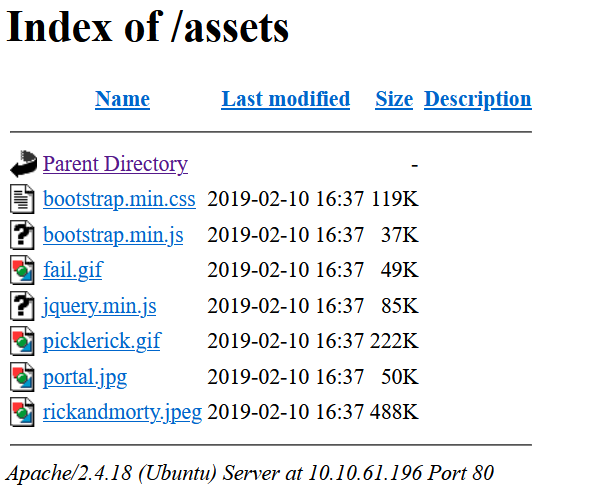 Index of /assets
Name Last modified Size Description
Parent Directory -
bootstrap.min.css 2019-02-10 16:37 119K
bootstrap.min.js 2019-02-10 16:37 37K
fail.gif 2019-02-10 16:37 49K
jquery.min.js 2019-02-10 16:37 85K
picklerick.gif 2019-02-10 16:37 222K
portal.jpg 2019-02-10 16:37 50K
rickandmorty.jpeg 2019-02-10 16:37 488K
Apache/2.4.18 (Ubuntu) Server at 10.10.61.196 Port 80